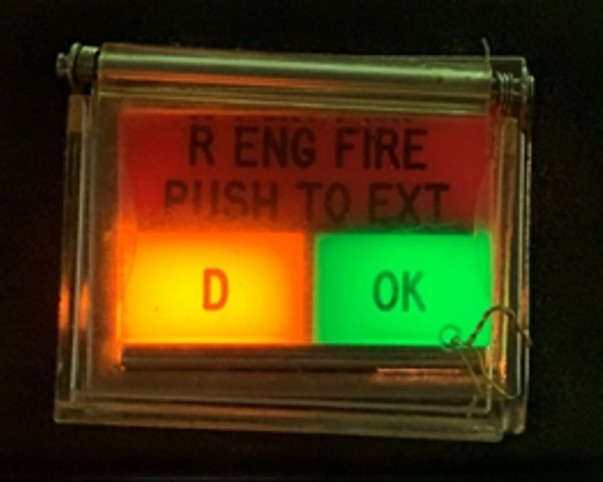 R ENG FIRE
PUSH TO EXT
D OK